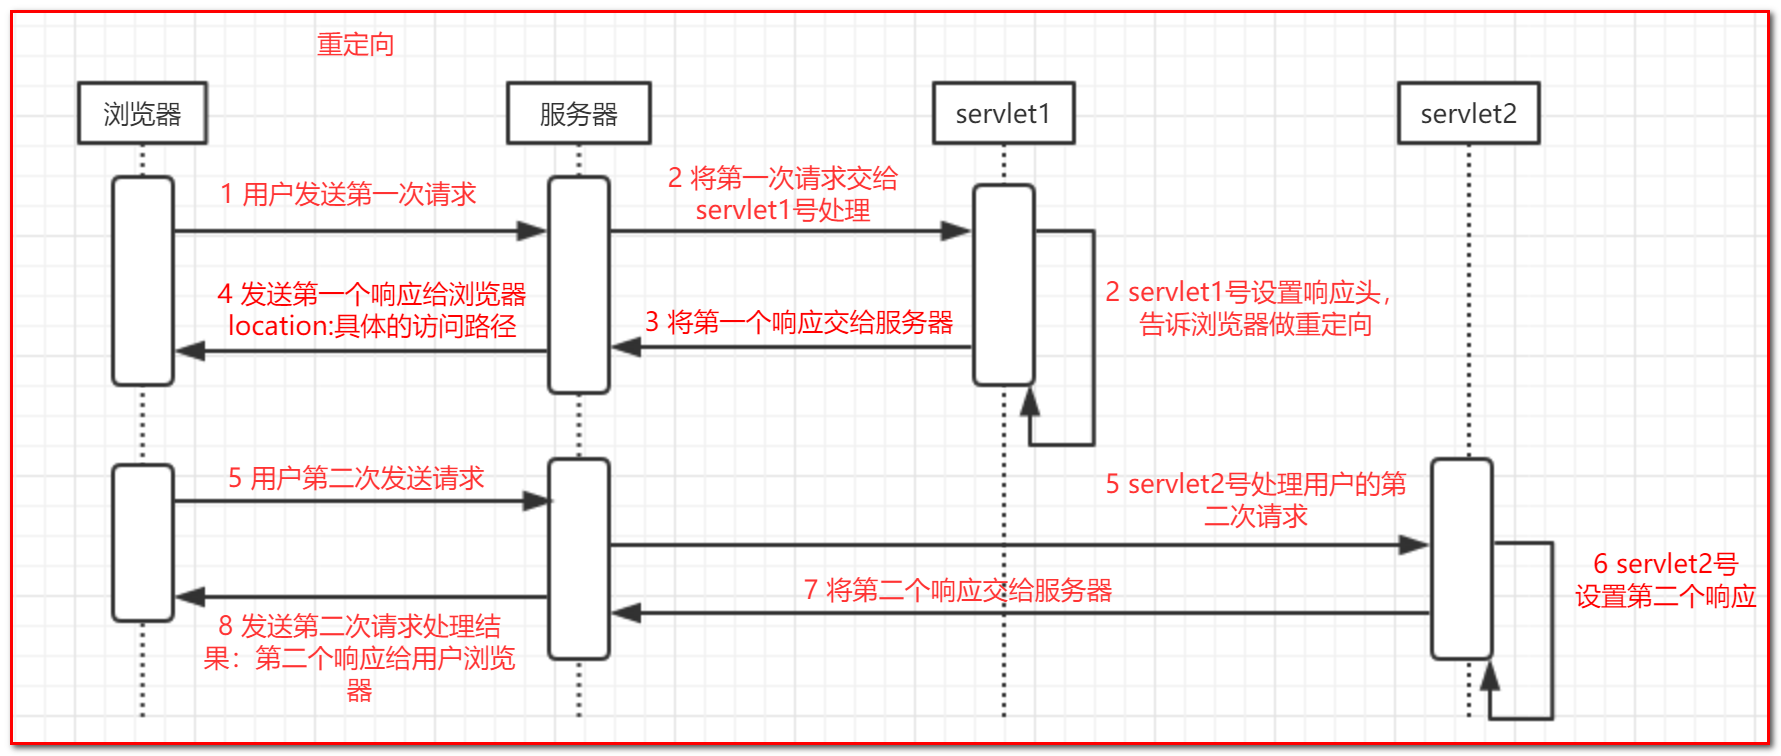 重定向
浏览器
服务器
servlet1
servlet2
1 用户发送第一次请求
2 将第一次请求交给
servlet1号处理
4 发送第一个响应给浏览器
location:具体的访问路径
3 将第一个响应交给服务器
2 servlet1号设置响应头，
告诉浏览器做重定向
5 用户第二次发送请求
5 servlet2号处理用户的第
二次请求
6 servlet2号
设置第二个响应
7 将第二个响应交给服务器
8 发送第二次请求处理结
果：第二个响应给用户浏览
器